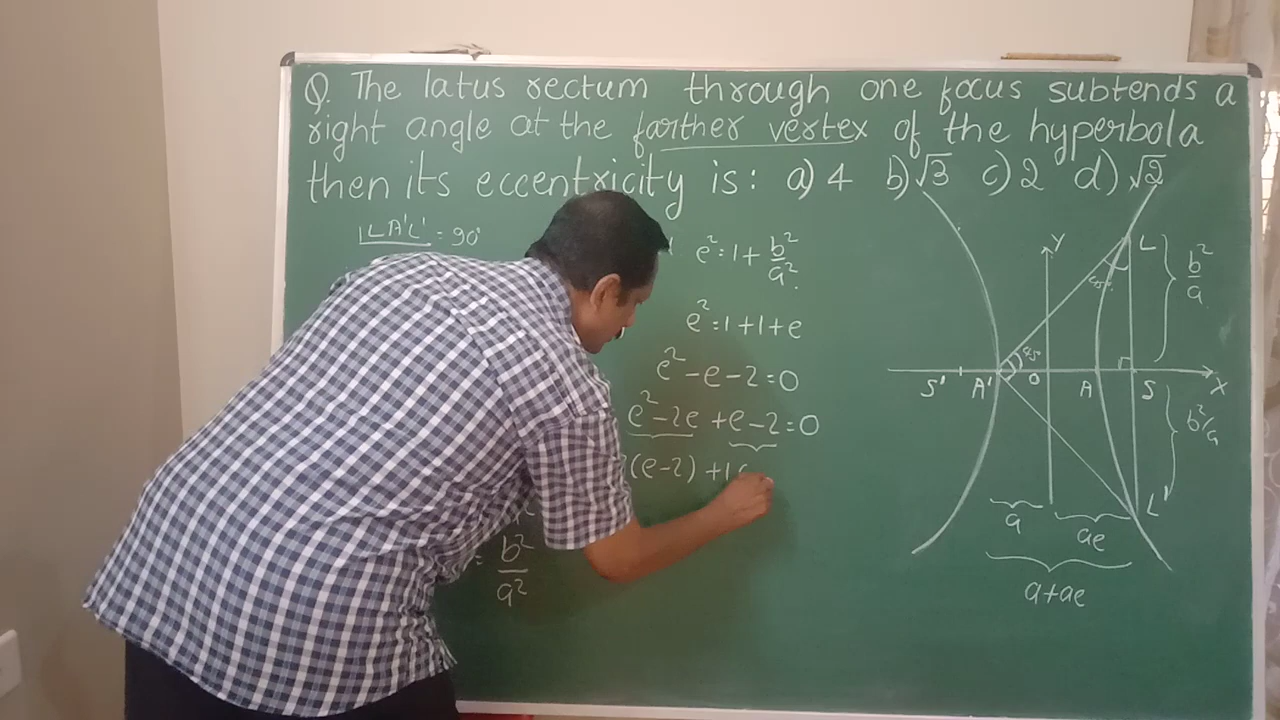 Q. The latus rectum through one focus subtends a
right angle at the farther vertex of the hyperbola
then its eccentricity is: a) 4 b) √3 c) 2 d) √2
∠LA'L' = 90°
e² = 1 + b²/a²
e² = 1 + 1 + e
e² - e - 2 = 0
e² - 2e + e - 2 = 0
(e - 2) + 1
= b²/a²
Y
L
45°
b²/a
45°
S' A' O A S X
b²/a
L'
a ae
a + ae